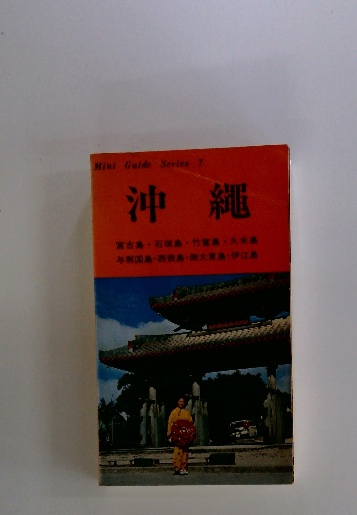 Mini Guide Series 7
沖繩
宮古島・石垣島・竹富島・久米島
与那国島・西表島・南大東島・伊江島